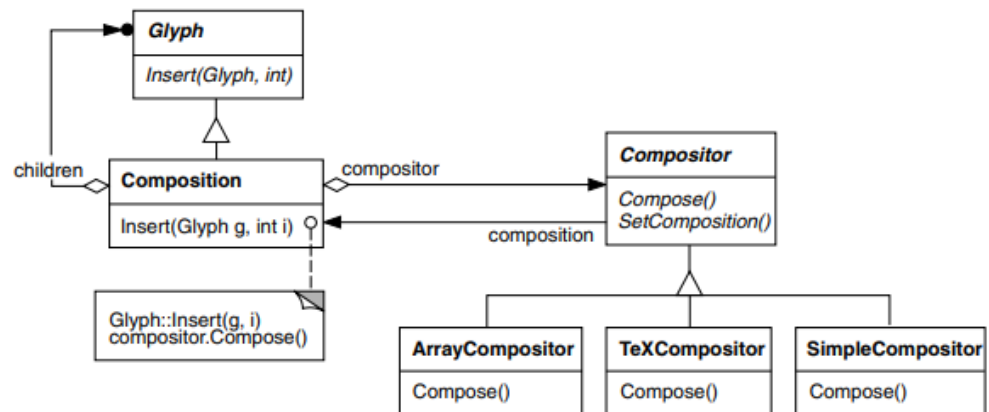 Glyph
Insert(Glyph, int)
children
Composition
Insert(Glyph g, int i)
compositor
composition
Compositor
Compose()
SetComposition()
Glyph::Insert(g, i)
compositor.Compose()
ArrayCompositor
Compose()
TeXCompositor
Compose()
SimpleCompositor
Compose()